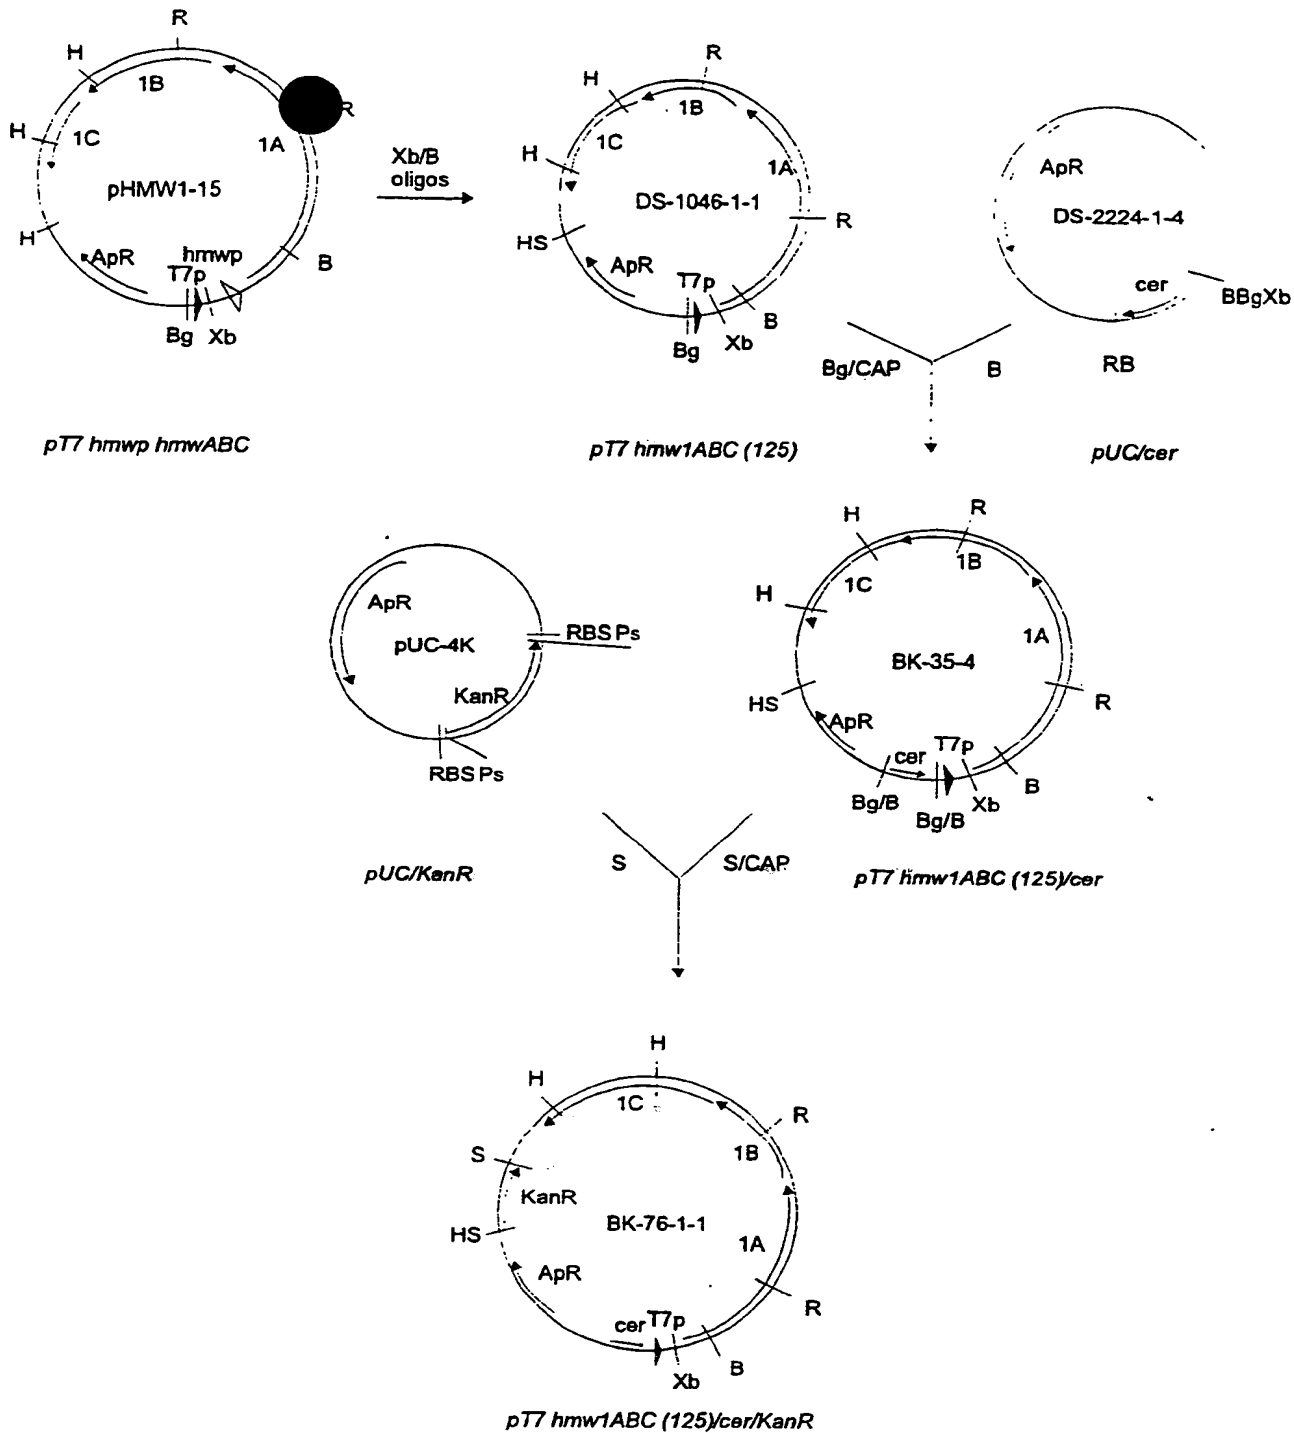 R
H
1B
R
H
1C
1A
pHMW1-15
H
ApR
hmwp
T7p
B
Bg
Xb
pT7 hmwp hmwABC
Xb/B
oligos
R
H
1B
1C
H
1A
DS-1046-1-1
R
HS
ApR
T7p
B
Xb
Bg
pT7 hmw1ABC (125)
ApR
DS-2224-1-4
cer
BBgXb
RB
pUC/cer
Bg/CAP
B
ApR
pUC-4K
RBS Ps
KanR
RBS Ps
pUC/KanR
R
H
1B
1C
H
1A
BK-35-4
HS
R
ApR
cer
T7p
B
Bg/B
Xb
Bg/B
pT7 hmw1ABC (125)/cer
S
S/CAP
H
H
1C
R
1B
S
KanR
BK-76-1-1
HS
1A
ApR
R
cer
T7p
B
Xb
pT7 hmw1ABC (125)/cer/KanR